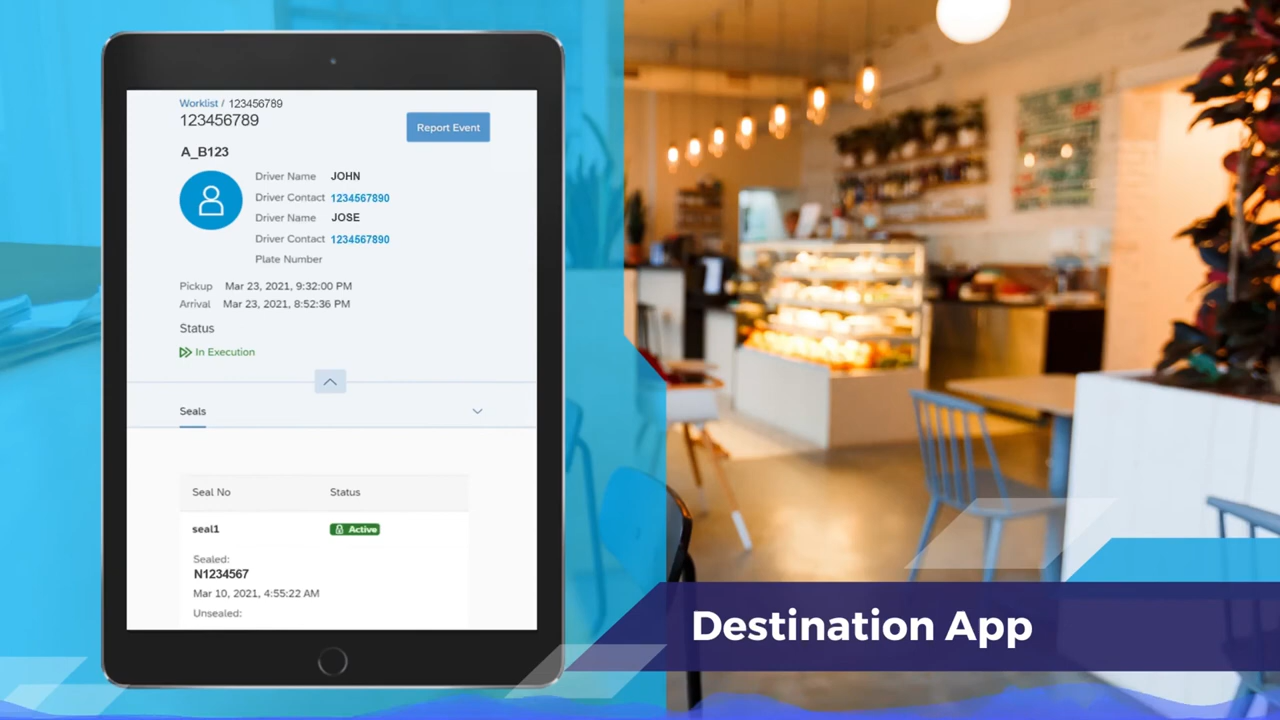 Worklist / 123456789
123456789
Report Event
A_B123
Driver Name JOHN
Driver Contact 1234567890
Driver Name JOSE
Driver Contact 1234567890
Plate Number
Pickup Mar 23, 2021, 9:32:00 PM
Arrival Mar 23, 2021, 8:52:36 PM
Status
In Execution
Seals
Seal No Status
seal1 Active
Sealed:
N1234567
Mar 10, 2021, 4:55:22 AM
Unsealed:
Destination App